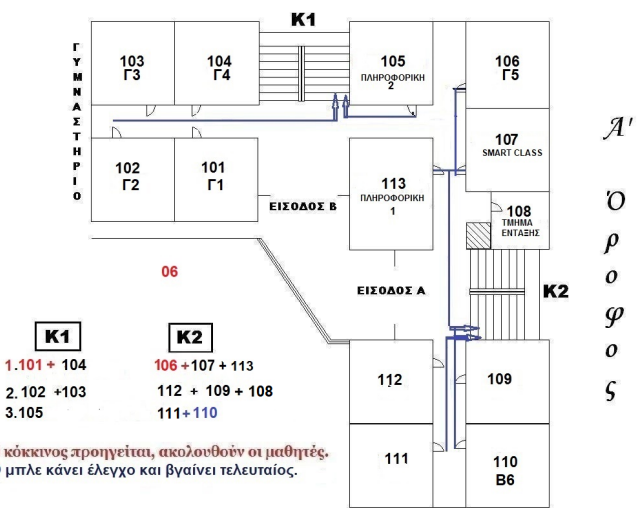 Κ1
103
Γ3
104
Γ4
105
ΠΛΗΡΟΦΟΡΙΚΗ
2
106
Γ5
ΓΥΜΝΑΣΤΗΡΙΟ
107
SMART CLASS
102
Γ2
101
Γ1
113
ΠΛΗΡΟΦΟΡΙΚΗ
1
ΕΙΣΟΔΟΣ Β
108
ΤΜΗΜΑ
ΕΝΤΑΞΗΣ
Α' Όροφος
06
ΕΙΣΟΔΟΣ Α
Κ2
Κ1
Κ2
1.101 + 104
106 +107 + 113
2. 102 +103
112 + 109 + 108
3.105
111+ 110
112
109
111
110
Β6
κόκκινος προηγείται, ακολουθούν οι μαθητές.
μπλε κάνει έλεγχο και βγαίνει τελευταίος.